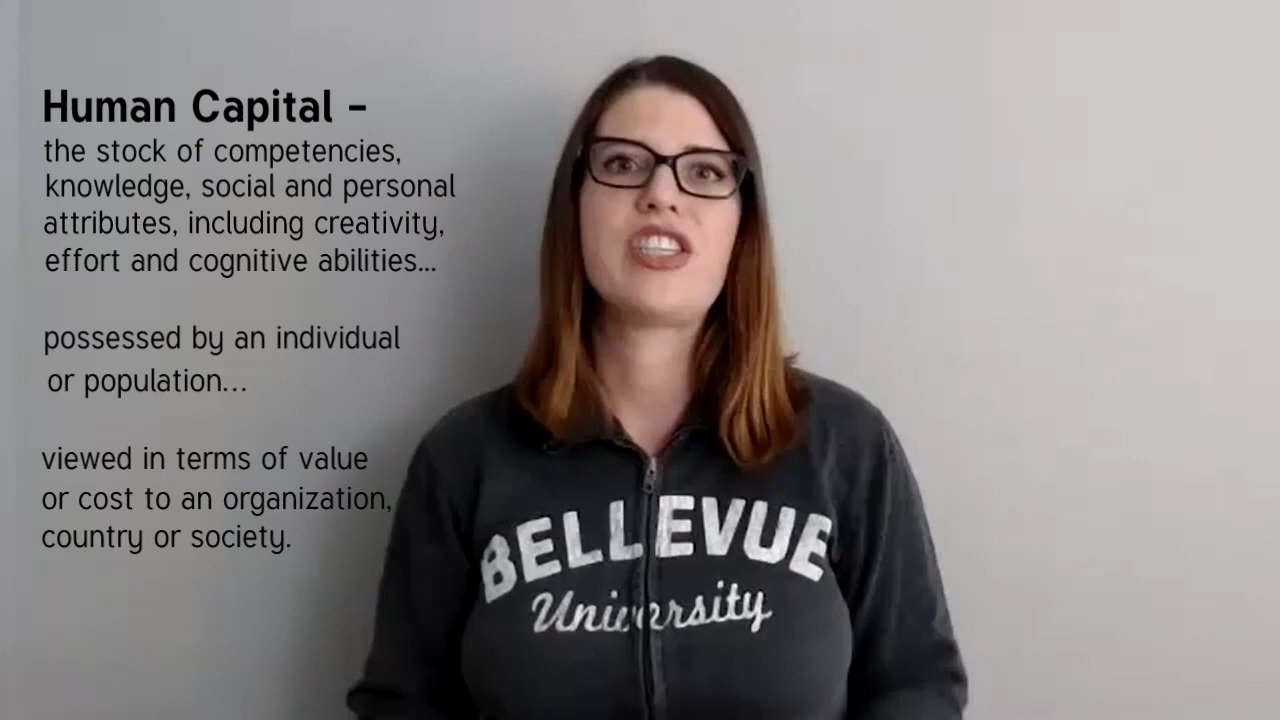 Human Capital -
the stock of competencies,
knowledge, social and personal
attributes, including creativity,
effort and cognitive abilities...
possessed by an individual
or population...
viewed in terms of value
or cost to an organization,
country or society.
BELLEVUE
University